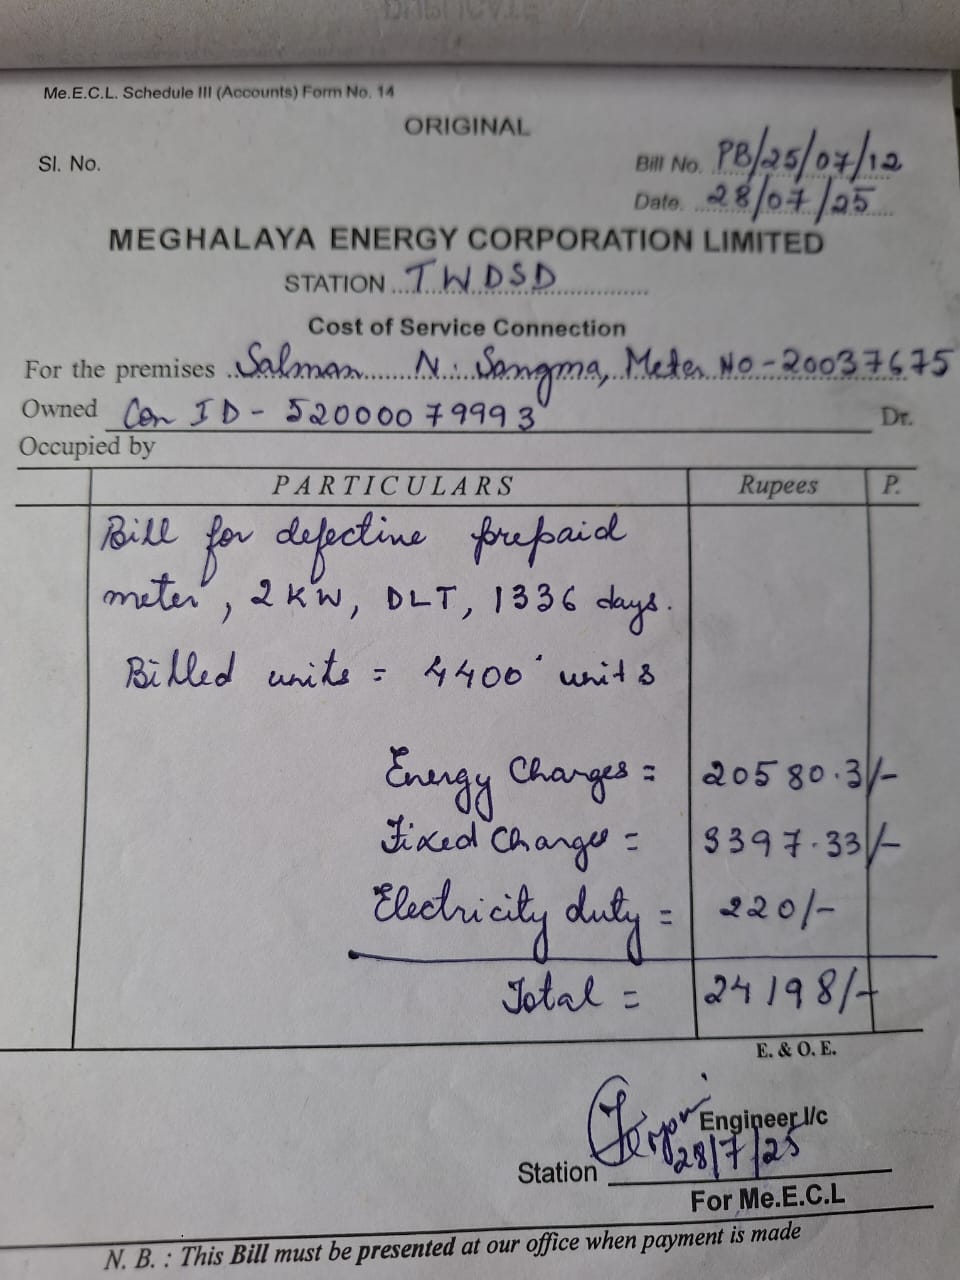 Me.E.C.L. Schedule III (Accounts) Form No. 14
ORIGINAL
Sl. No.
Bill No. PB/25/07/12
Date. 28/07/25
MEGHALAYA ENERGY CORPORATION LIMITED
STATION TWDSD
Cost of Service Connection
For the premises Salman N. Sangma, Meter No - 20037675
Owned Con ID - 52000079993 Dr.
Occupied by
PARTICULARS Rupees P.
Bill for defective prepaid
meter, 2 KW, DLT, 1336 days.
Billed units = 4400 units
Energy Charges = 20580.3/-
Fixed Charges = 3397.33/-
Electricity duty = 220/-
Total = 24198/-
E. & O. E.
Engineer I/c
28/7/25
Station
For Me.E.C.L
N. B. : This Bill must be presented at our office when payment is made